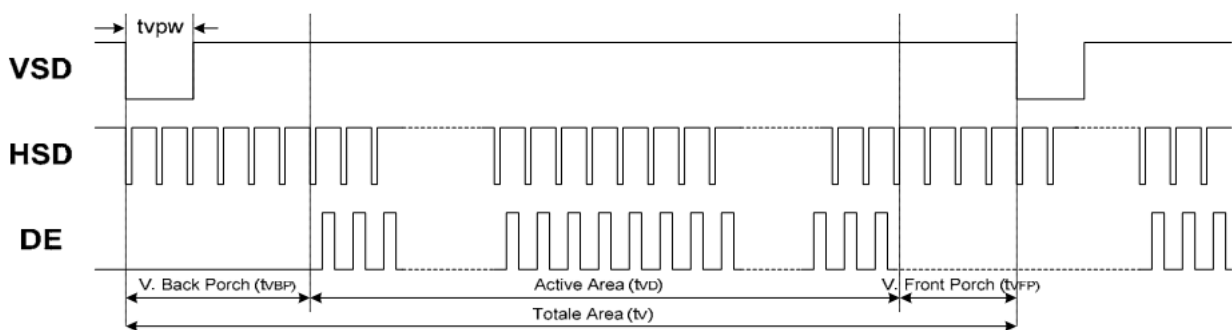 tvpw
VSD
HSD
DE
V. Back Porch (tVBP)
Active Area (tVD)
V. Front Porch (tVFP)
Totale Area (tV)